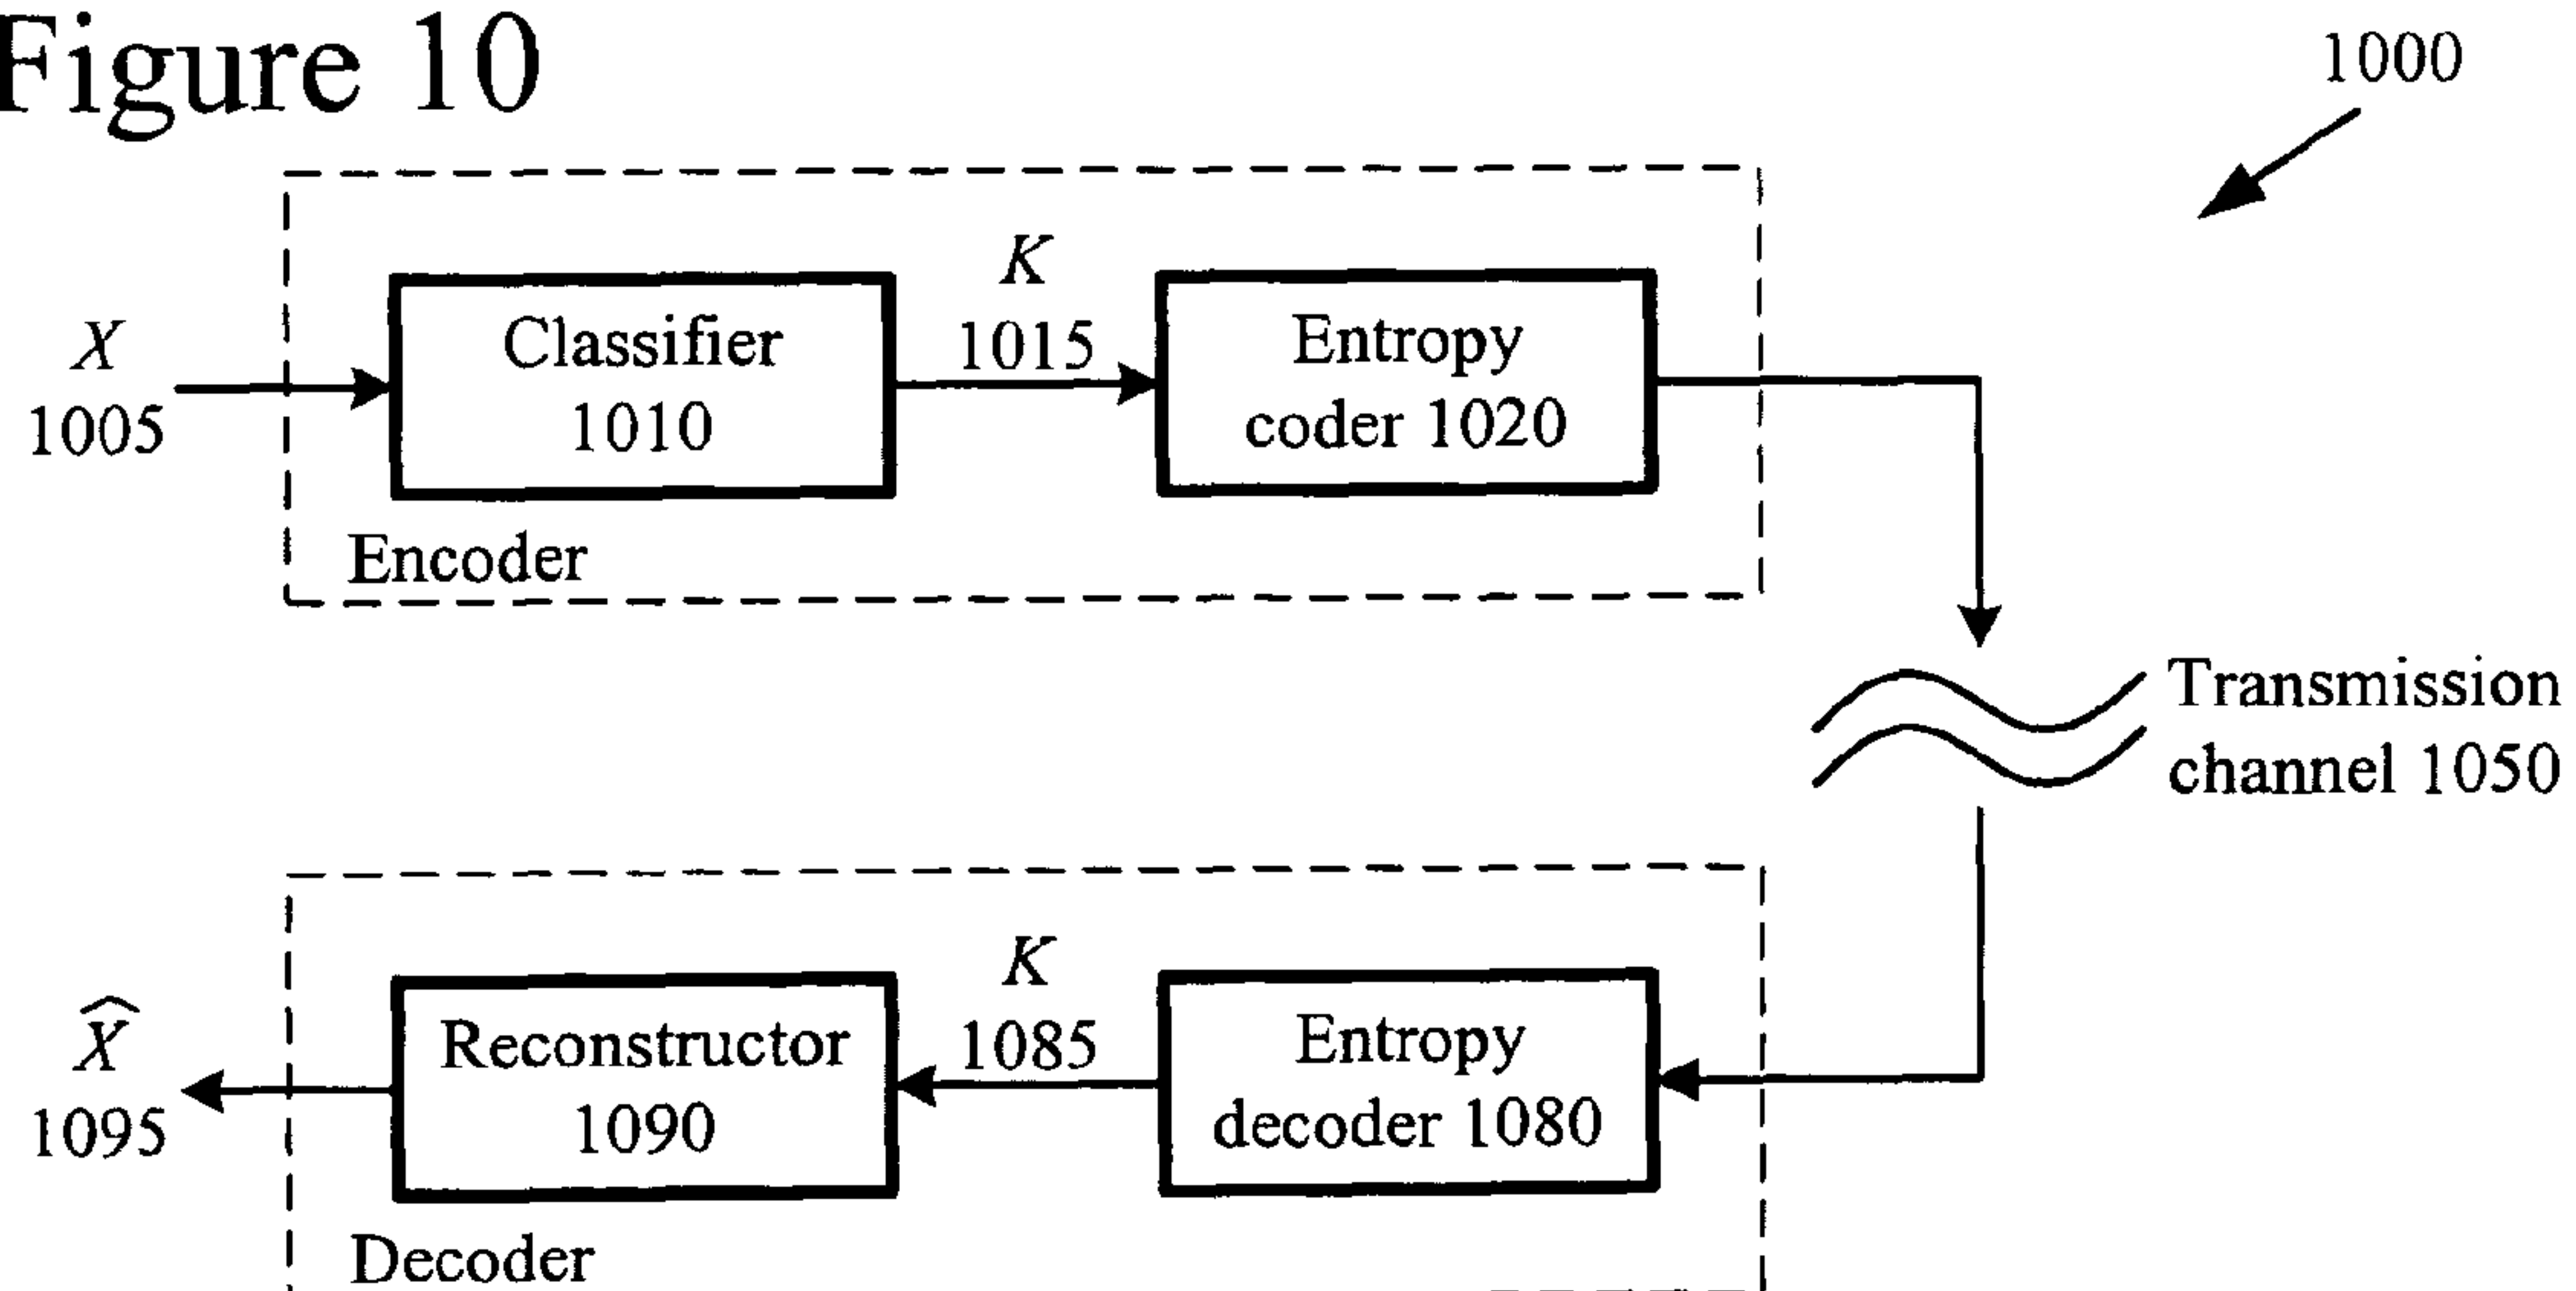 Figure 10
1000
X
1005
Classifier
1010
K
1015
Entropy
coder 1020
Encoder
Transmission
channel 1050
X̂
1095
Reconstructor
1090
K
1085
Entropy
decoder 1080
Decoder